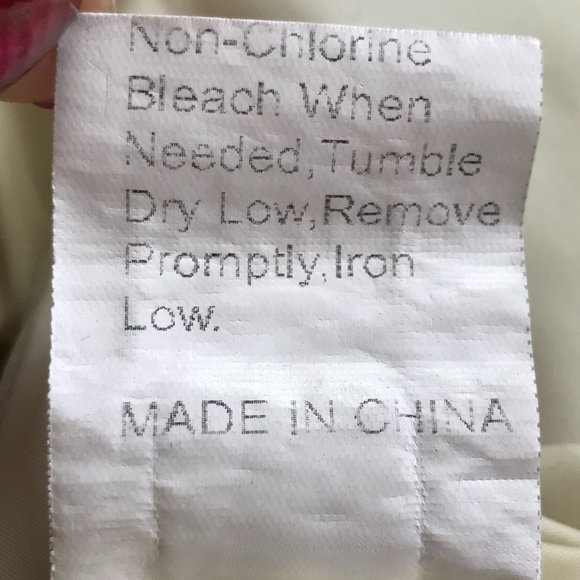 Non-Chlorine
Bleach When
Needed,Tumble
Dry Low,Remove
Promptly,Iron
Low.
MADE IN CHINA